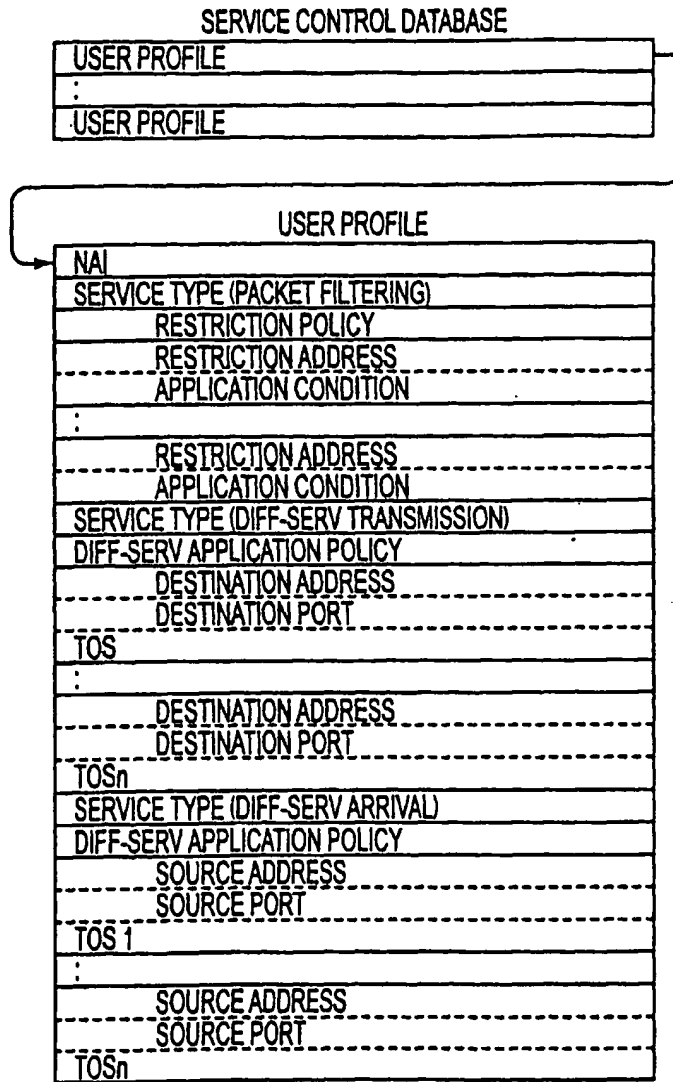 SERVICE CONTROL DATABASE
USER PROFILE
:
USER PROFILE
USER PROFILE
NAI
SERVICE TYPE (PACKET FILTERING)
RESTRICTION POLICY
RESTRICTION ADDRESS
APPLICATION CONDITION
:
RESTRICTION ADDRESS
APPLICATION CONDITION
SERVICE TYPE (DIFF-SERV TRANSMISSION)
DIFF-SERV APPLICATION POLICY
DESTINATION ADDRESS
DESTINATION PORT
TOS
:
DESTINATION ADDRESS
DESTINATION PORT
TOSn
SERVICE TYPE (DIFF-SERV ARRIVAL)
DIFF-SERV APPLICATION POLICY
SOURCE ADDRESS
SOURCE PORT
TOS 1
:
SOURCE ADDRESS
SOURCE PORT
TOSn